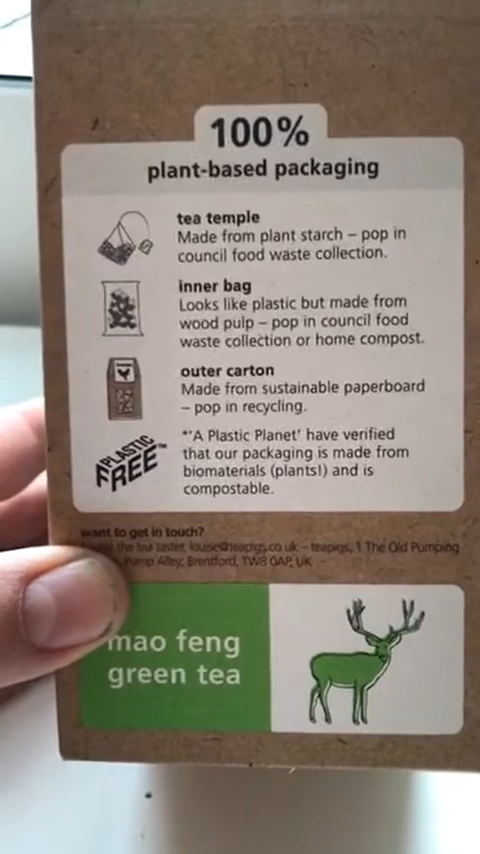 100%
plant-based packaging
tea temple
Made from plant starch – pop in
council food waste collection.
inner bag
Looks like plastic but made from
wood pulp – pop in council food
waste collection or home compost.
outer carton
Made from sustainable paperboard
– pop in recycling.
PLASTIC
FREE™
*'A Plastic Planet' have verified
that our packaging is made from
biomaterials (plants!) and is
compostable.
want to get in touch?
the tea taster, louise@teapigs.co.uk – teapigs, 1 The Old Pumping
Pump Alley, Brentford, TW8 0AP, UK
mao feng
green tea